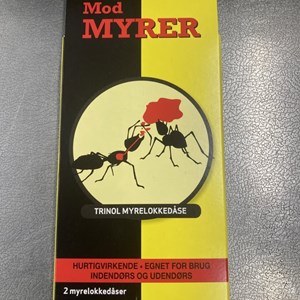 Mod
MYRER
TRINOL MYRELOKKEDÅSE
HURTIGVIRKENDE - EGNET FOR BRUG
INDENDØRS OG UDENDØRS
2 myrelokkedåser